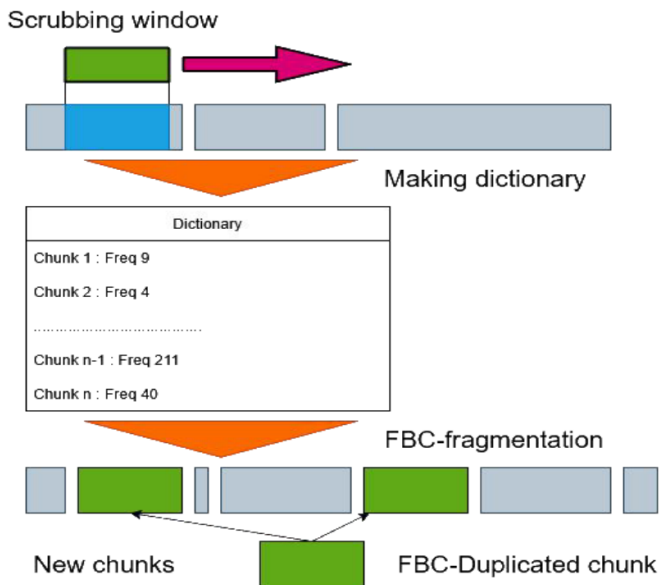 Scrubbing window
Making dictionary
Dictionary
Chunk 1 : Freq 9
Chunk 2 : Freq 4
........................................
Chunk n-1 : Freq 211
Chunk n : Freq 40
FBC-fragmentation
New chunks
FBC-Duplicated chunk